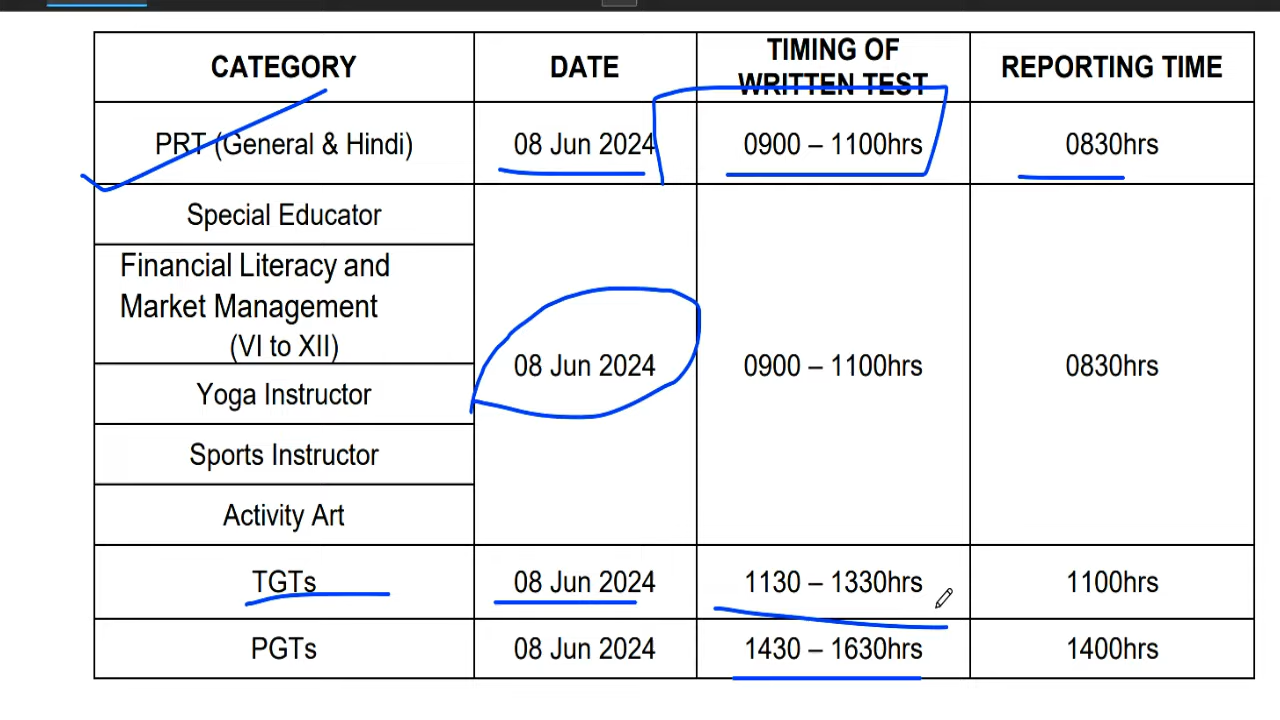 CATEGORY DATE TIMING OF WRITTEN TEST REPORTING TIME
PRT (General & Hindi) 08 Jun 2024 0900 – 1100hrs 0830hrs
Special Educator
Financial Literacy and
Market Management
(VI to XII)
08 Jun 2024 0900 – 1100hrs 0830hrs
Yoga Instructor
Sports Instructor
Activity Art
TGTs 08 Jun 2024 1130 – 1330hrs 1100hrs
PGTs 08 Jun 2024 1430 – 1630hrs 1400hrs